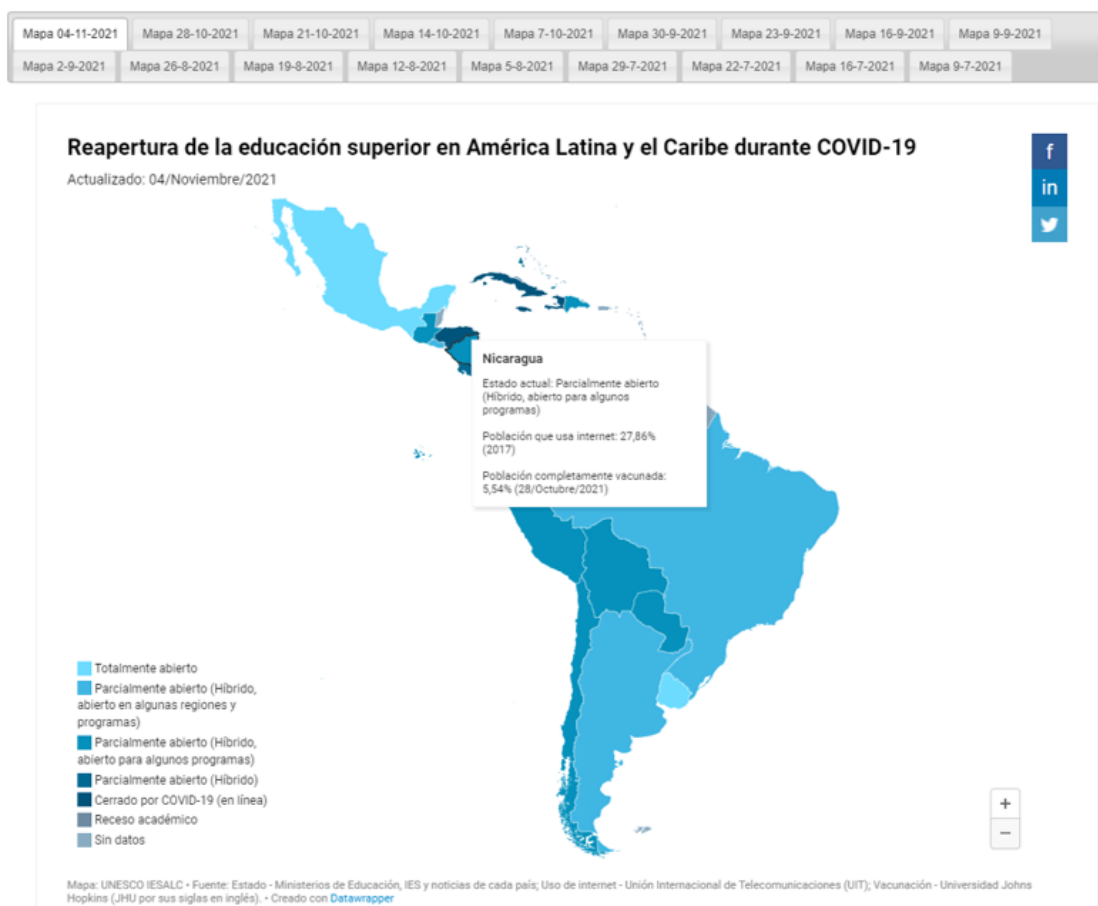 Mapa 04-11-2021 Mapa 28-10-2021 Mapa 21-10-2021 Mapa 14-10-2021 Mapa 7-10-2021 Mapa 30-9-2021 Mapa 23-9-2021 Mapa 16-9-2021 Mapa 9-9-2021
Mapa 2-9-2021 Mapa 26-8-2021 Mapa 19-8-2021 Mapa 12-8-2021 Mapa 5-8-2021 Mapa 29-7-2021 Mapa 22-7-2021 Mapa 16-7-2021 Mapa 9-7-2021
Reapertura de la educación superior en América Latina y el Caribe durante COVID-19
Actualizado: 04/Noviembre/2021
f
in
Nicaragua
Estado actual: Parcialmente abierto
(Híbrido, abierto para algunos
programas)
Población que usa internet: 27,86%
(2017)
Población completamente vacunada:
5,54% (28/Octubre/2021)
Totalmente abierto
Parcialmente abierto (Híbrido,
abierto en algunas regiones y
programas)
Parcialmente abierto (Híbrido,
abierto para algunos programas)
Parcialmente abierto (Híbrido)
Cerrado por COVID-19 (en línea)
Receso académico
Sin datos
+
−
Mapa: UNESCO IESALC • Fuente: Estado - Ministerios de Educación, IES y noticias de cada país; Uso de internet - Unión Internacional de Telecomunicaciones (UIT); Vacunación - Universidad Johns
Hopkins (JHU por sus siglas en inglés). • Creado con Datawrapper